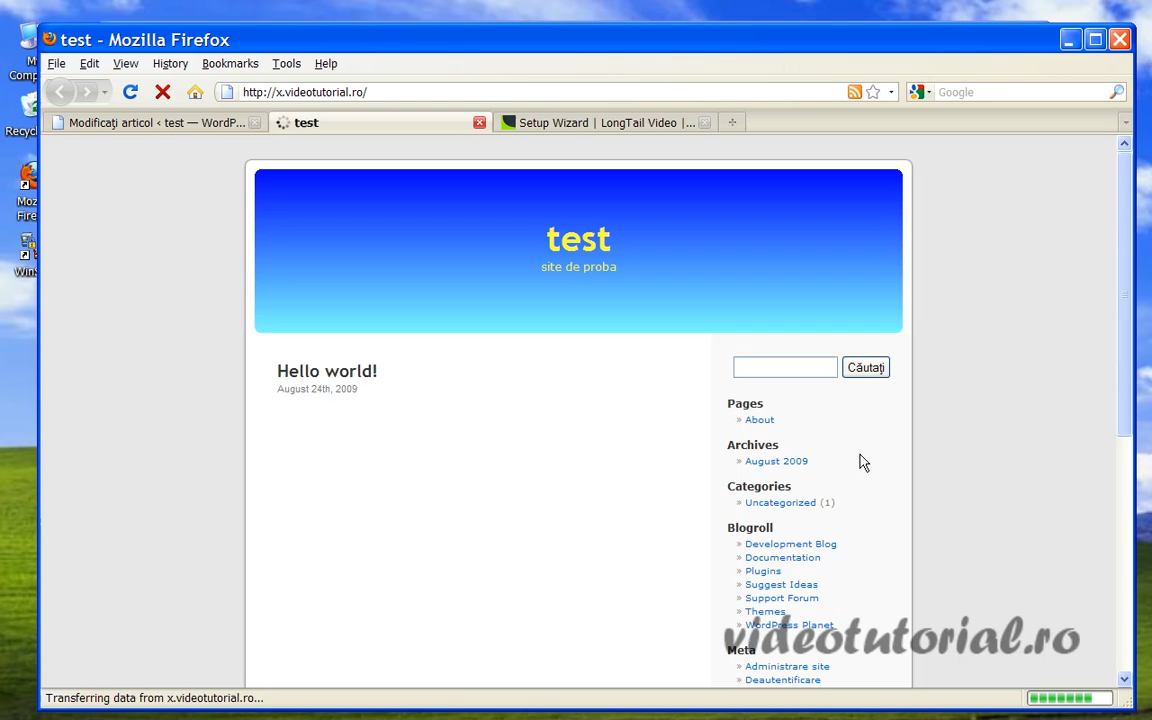 test - Mozilla Firefox
File Edit View History Bookmarks Tools Help
http://x.videotutorial.ro/
Google
Modificaţi articol ‹ test — WordP...
test
Setup Wizard | LongTail Video |...
test
site de proba
Hello world!
August 24th, 2009
Căutaţi
Pages
» About
Archives
» August 2009
Categories
» Uncategorized (1)
Blogroll
» Development Blog
» Documentation
» Plugins
» Suggest Ideas
» Support Forum
» Themes
» WordPress Planet
videotutorial.ro
Meta
» Administrare site
» Deautentificare
Transferring data from x.videotutorial.ro...